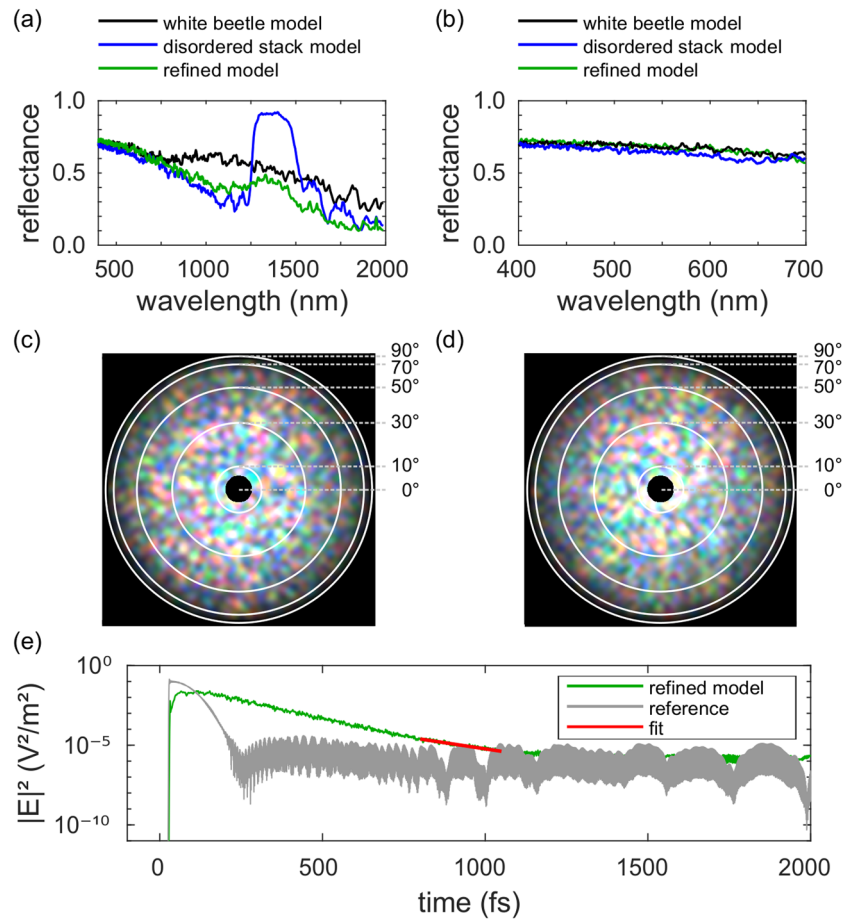 (a)
white beetle model
disordered stack model
refined model
1.0
0.5
0.0
reflectance
500 1000 1500 2000
wavelength (nm)
(b)
white beetle model
disordered stack model
refined model
1.0
0.5
0.0
reflectance
400 500 600 700
wavelength (nm)
(c)
90°
70°
50°
30°
10°
0°
(d)
90°
70°
50°
30°
10°
0°
(e)
10⁰
10⁻⁵
10⁻¹⁰
|E|² (V²/m²)
refined model
reference
fit
0 500 1000 1500 2000
time (fs)